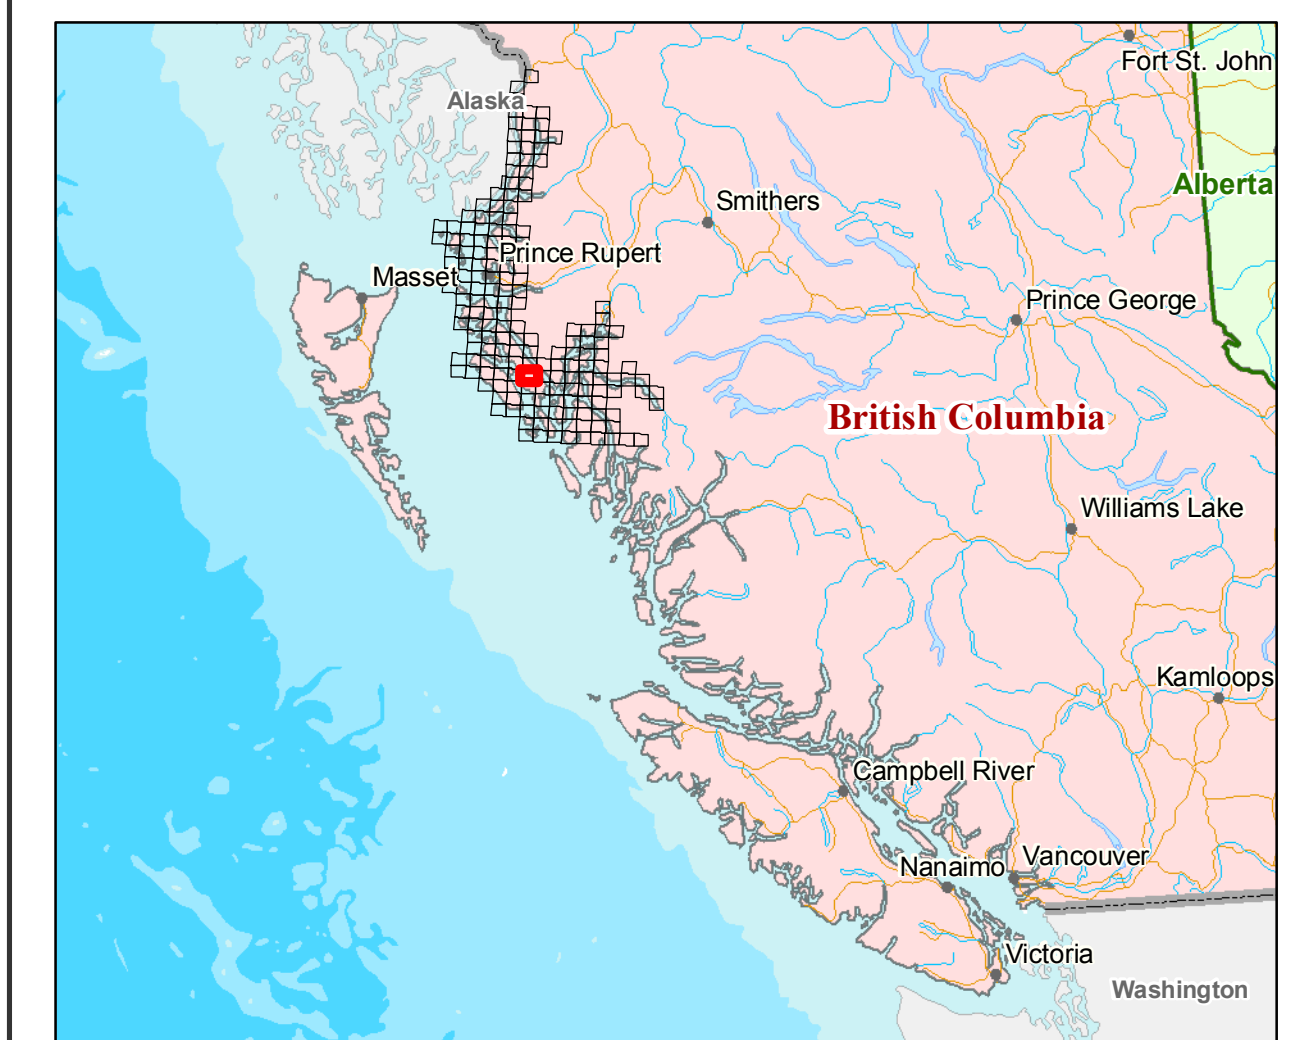 Fort St. John
Alaska
Alberta
Smithers
Prince Rupert
Masset
Prince George
British Columbia
Williams Lake
Kamloops
Campbell River
Vancouver
Nanaimo
Victoria
Washington